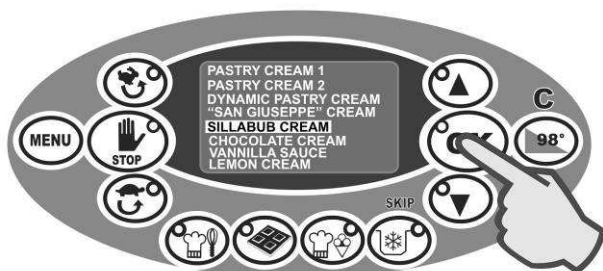 PASTRY CREAM 1
PASTRY CREAM 2
DYNAMIC PASTRY CREAM
“SAN GIUSEPPE” CREAM
SILLABUB CREAM
CHOCOLATE CREAM
VANNILLA SAUCE
LEMON CREAM
C
MENU
STOP
98°
SKIP